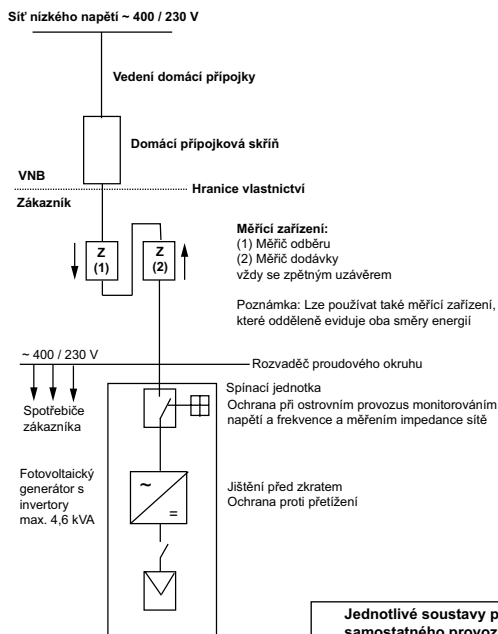 Síť nízkého napětí ~ 400 / 230 V
Vedení domácí přípojky
Domácí přípojková skříň
VNB
Hranice vlastnictví
Zákazník
Z
(1)
Z
(2)
Měřící zařízení:
(1) Měřič odběru
(2) Měřič dodávky
vždy se zpětným uzávěrem
Poznámka: Lze používat také měřicí zařízení,
které odděleně eviduje oba směry energií
~ 400 / 230 V
Rozvaděč proudového okruhu
Spotřebiče
zákazníka
Spínací jednotka
Ochrana při ostrovním provozus monitorováním
napětí a frekvence a měřením impedance sítě
Fotovoltaický
generátor s
invertory
max. 4,6 kVA
~
=
Jištění před zkratem
Ochrana proti přetížení
Jednotlivé soustavy p
samostatného provoz